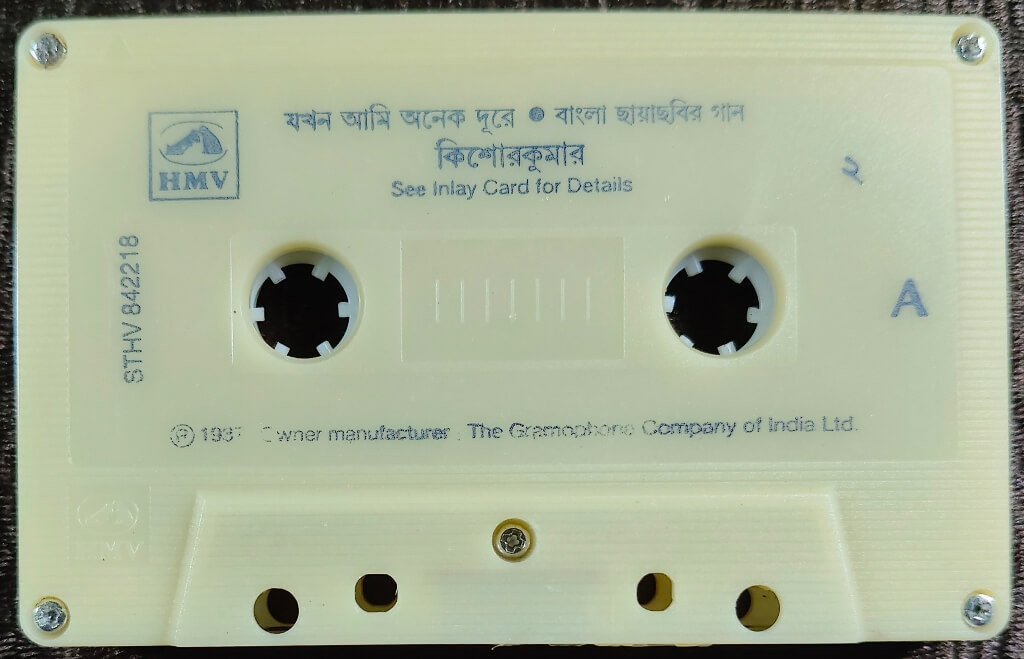 যখন আমি অনেক দূরে ● বাংলা ছায়াছবির গান
কিশোরকুমার
See Inlay Card for Details
HMV
২
STHV 842218
A
Ⓟ 1987 Owner manufacturer : The Gramophone Company of India Ltd.